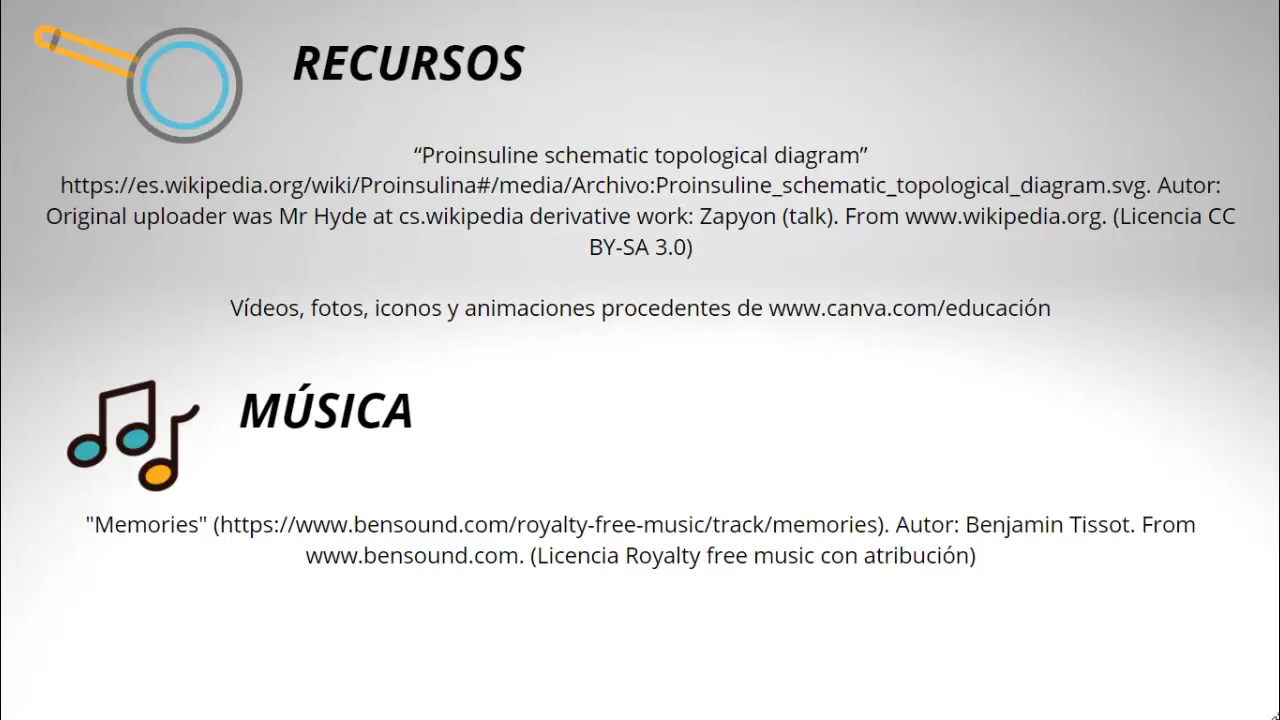 RECURSOS
“Proinsuline schematic topological diagram”
https://es.wikipedia.org/wiki/Proinsulina#/media/Archivo:Proinsuline_schematic_topological_diagram.svg. Autor:
Original uploader was Mr Hyde at cs.wikipedia derivative work: Zapyon (talk). From www.wikipedia.org. (Licencia CC
BY-SA 3.0)
Vídeos, fotos, iconos y animaciones procedentes de www.canva.com/educación
MÚSICA
"Memories" (https://www.bensound.com/royalty-free-music/track/memories). Autor: Benjamin Tissot. From
www.bensound.com. (Licencia Royalty free music con atribución)